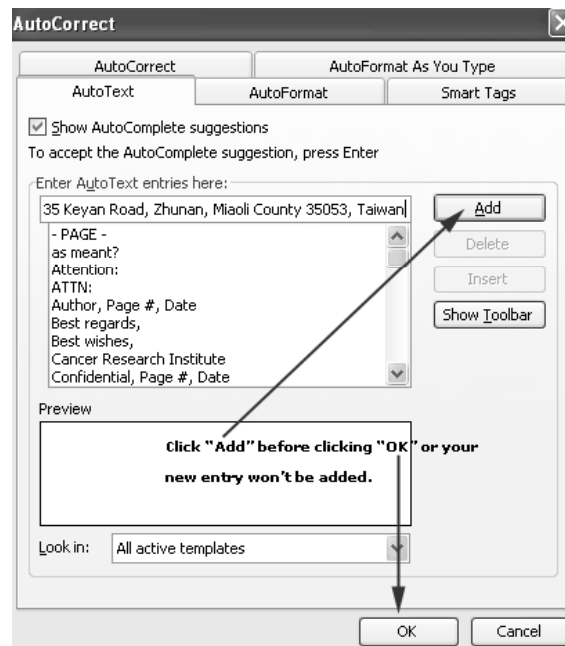 AutoCorrect
AutoCorrect
AutoFormat As You Type
AutoText
AutoFormat
Smart Tags
Show AutoComplete suggestions
To accept the AutoComplete suggestion, press Enter
Enter AutoText entries here:
35 Keyan Road, Zhunan, Miaoli County 35053, Taiwan
Add
- PAGE -
as meant?
Attention:
ATTN:
Author, Page #, Date
Best regards,
Best wishes,
Cancer Research Institute
Confidential, Page #, Date
Delete
Insert
Show Toolbar
Preview
Click "Add" before clicking "OK" or your
new entry won't be added.
Look in:
All active templates
OK
Cancel